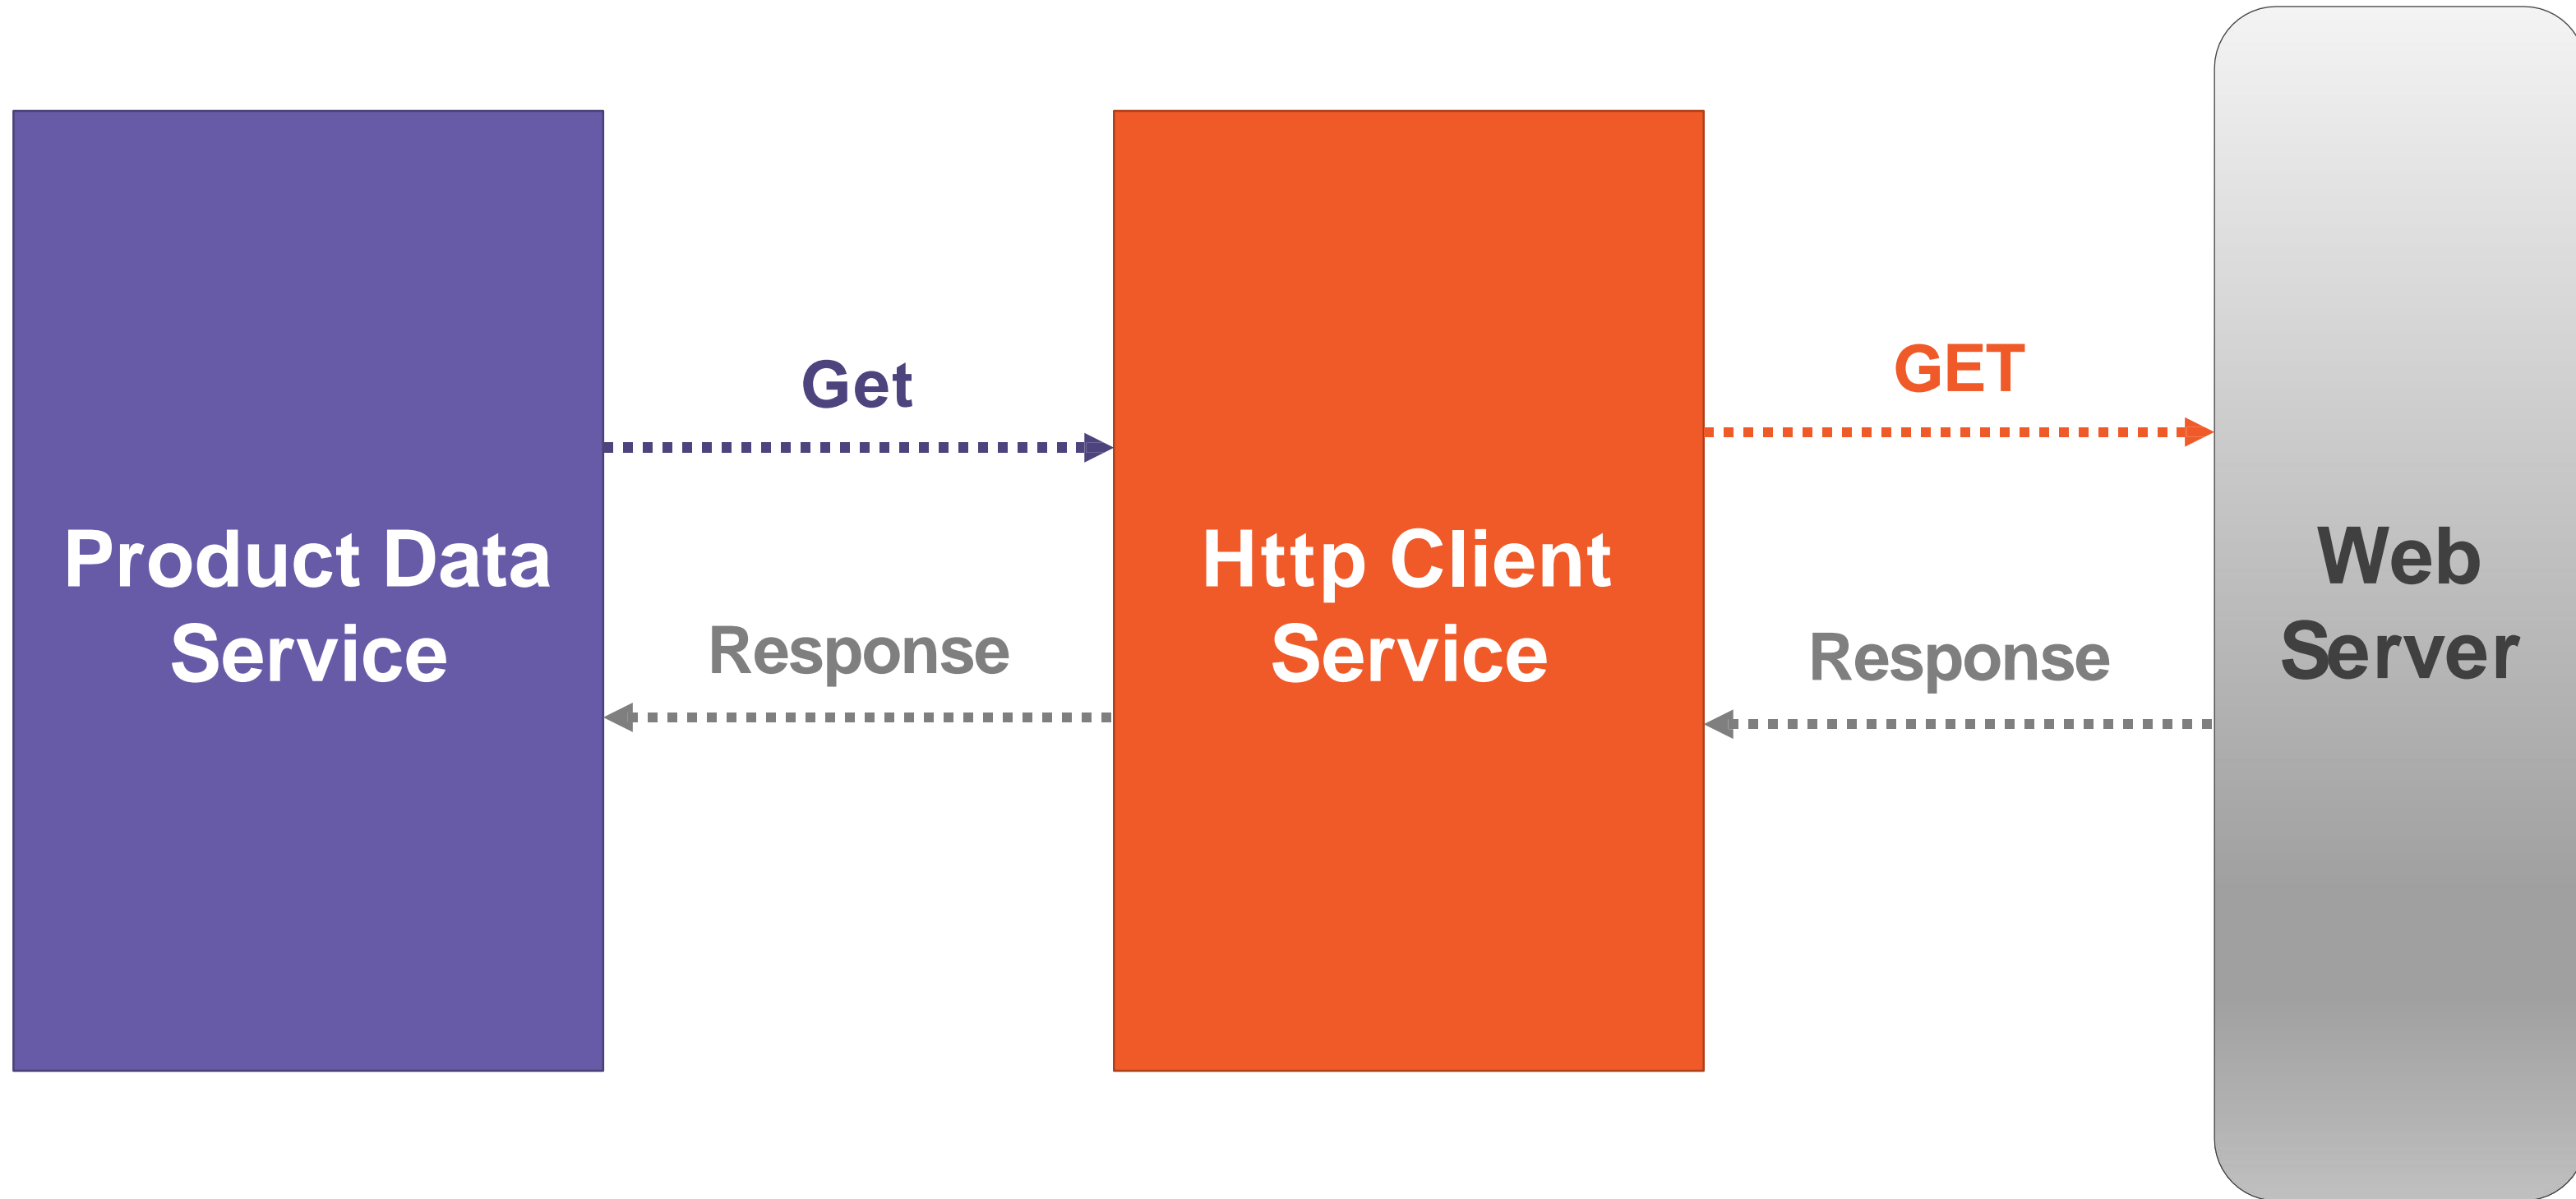 Get
GET
Product Data
Service
Response
Http Client
Service
Response
Web
Server